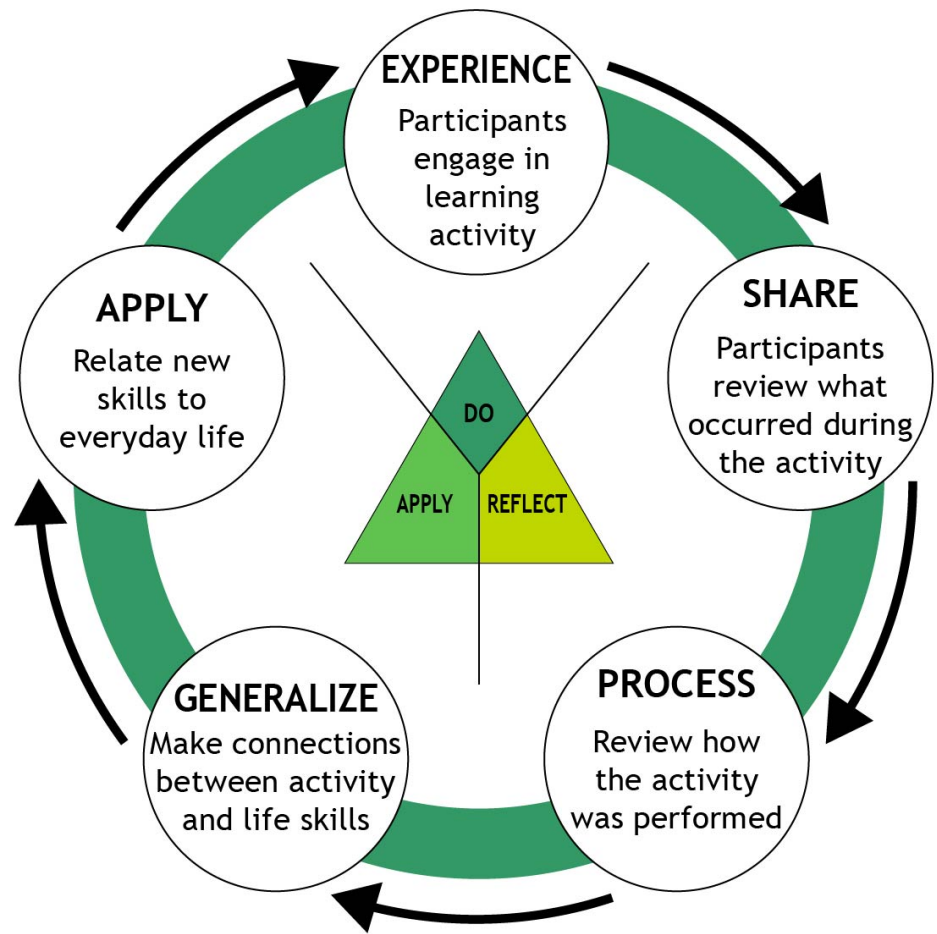 EXPERIENCE
Participants
engage in
learning
activity
SHARE
Participants
review what
occurred during
the activity
PROCESS
Review how
the activity
was performed
GENERALIZE
Make connections
between activity
and life skills
APPLY
Relate new
skills to
everyday life
DO
REFLECT
APPLY